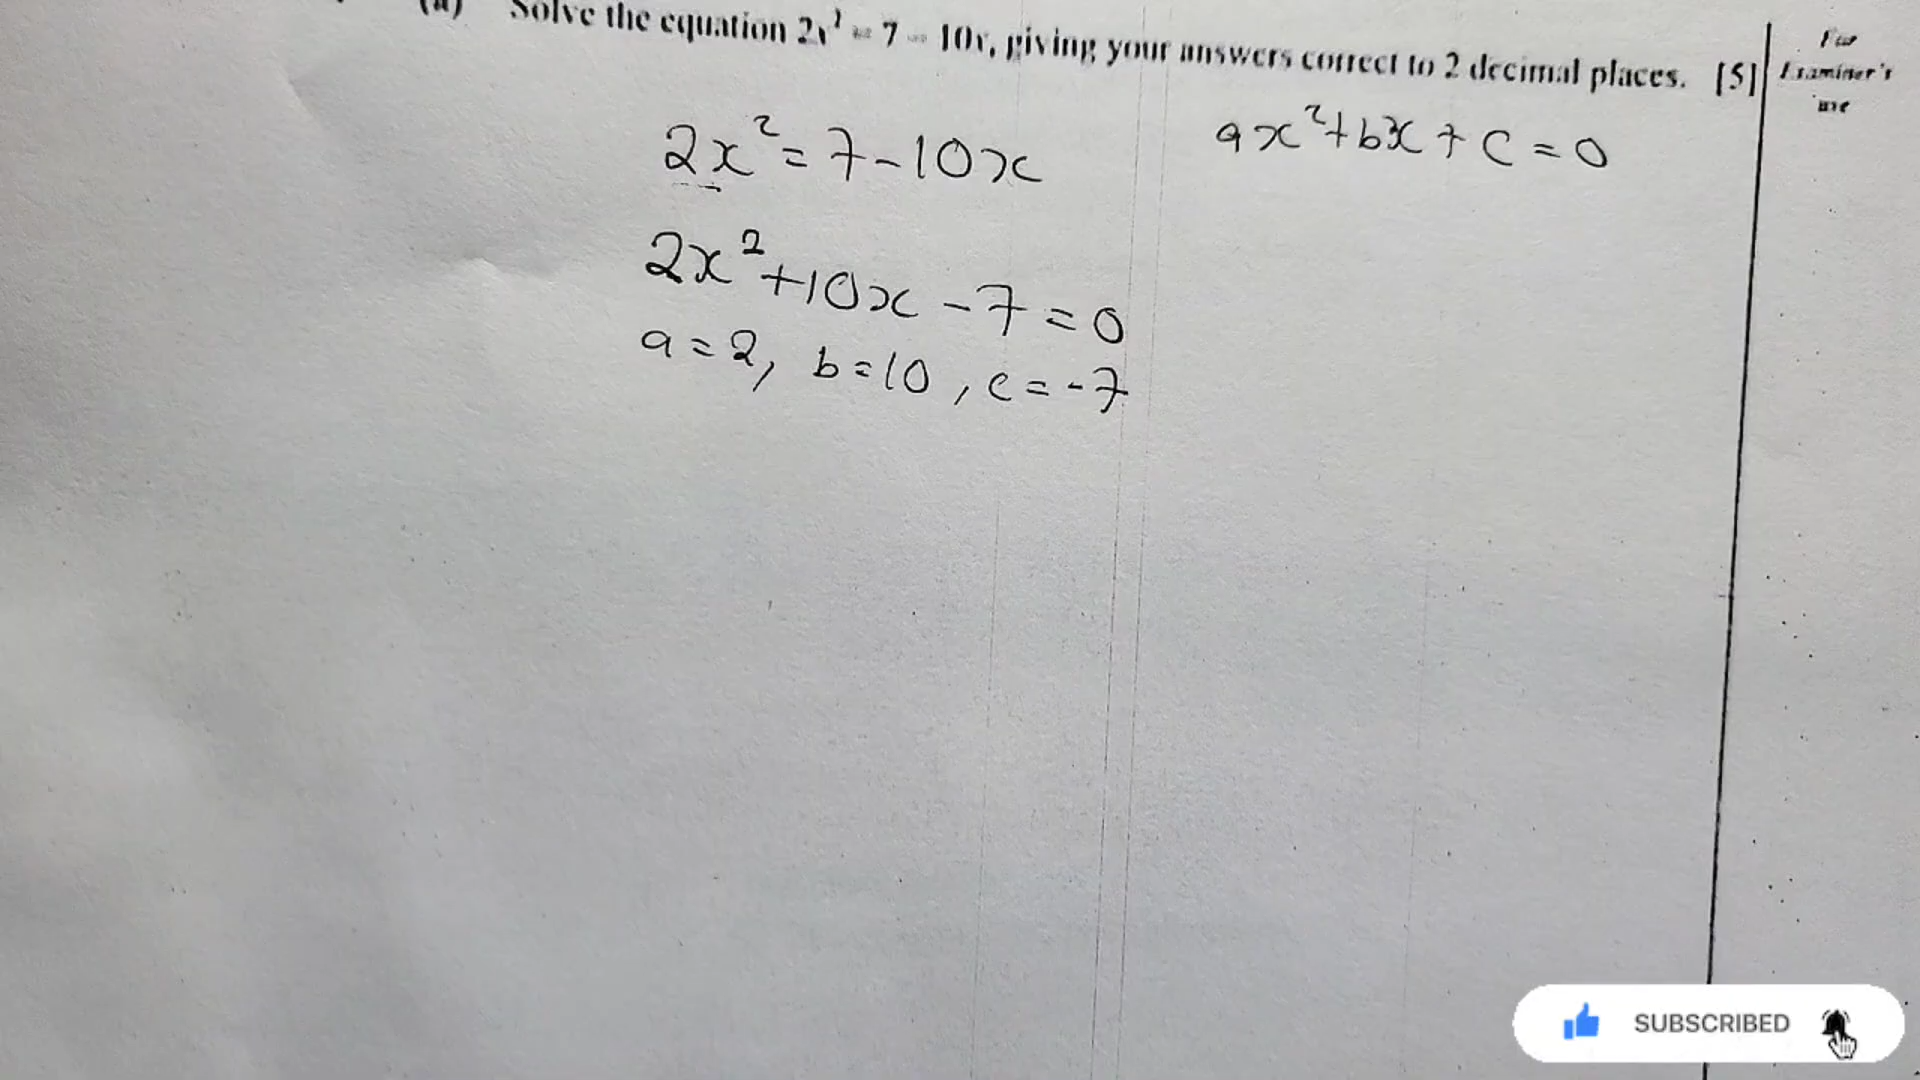 (a) Solve the equation 2x² = 7 – 10x, giving your answers correct to 2 decimal places. [5]
For
Examiner's
use
2x² = 7 - 10x
ax² + bx + c = 0
2x² + 10x - 7 = 0
a = 2, b = 10, c = -7
SUBSCRIBED